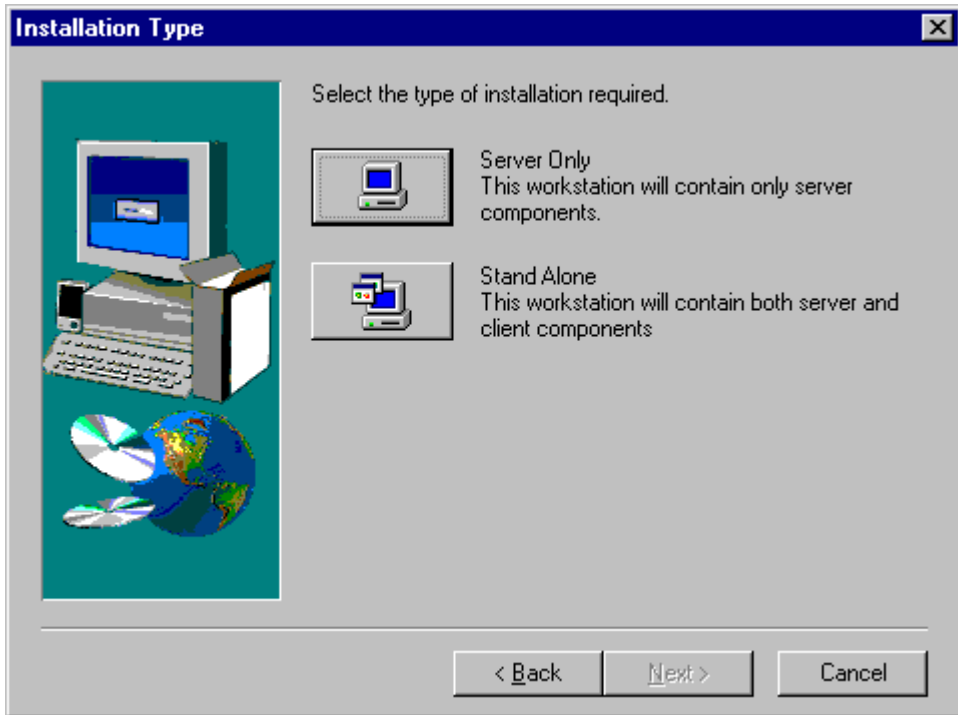 Installation Type
Select the type of installation required.
Server Only
This workstation will contain only server
components.
Stand Alone
This workstation will contain both server and
client components
< Back
Next >
Cancel